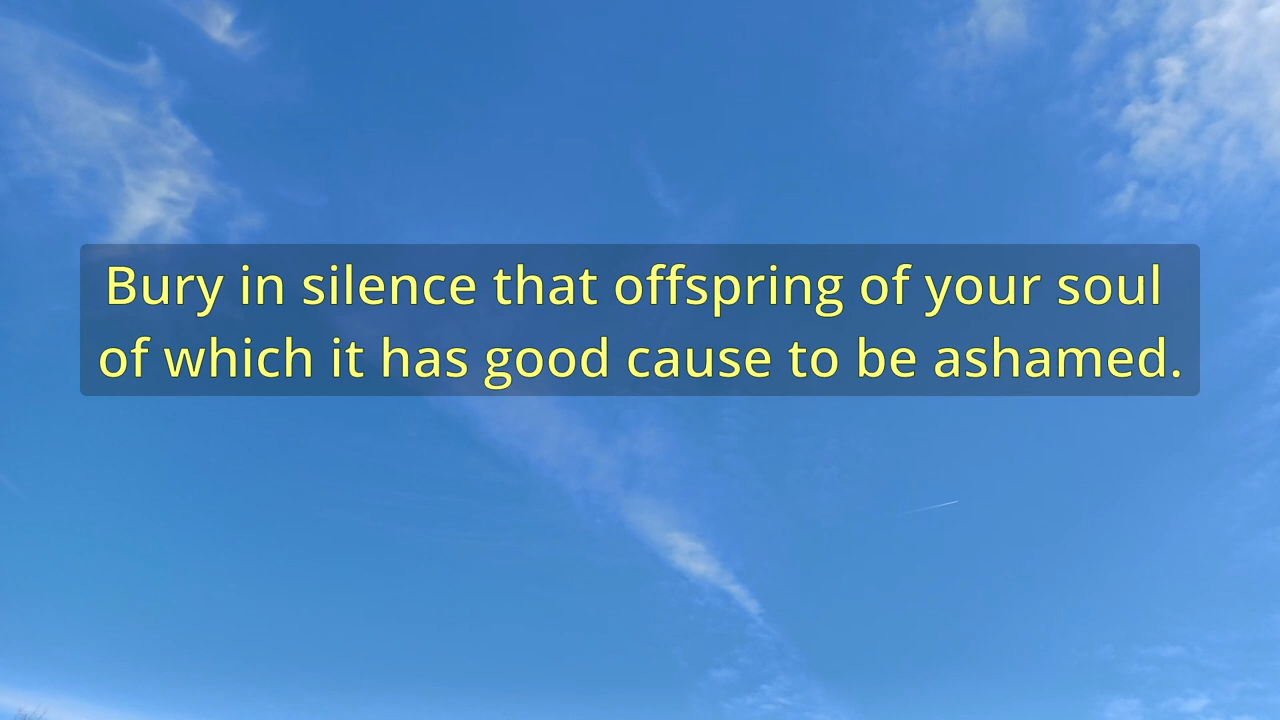 Bury in silence that offspring of your soul
of which it has good cause to be ashamed.